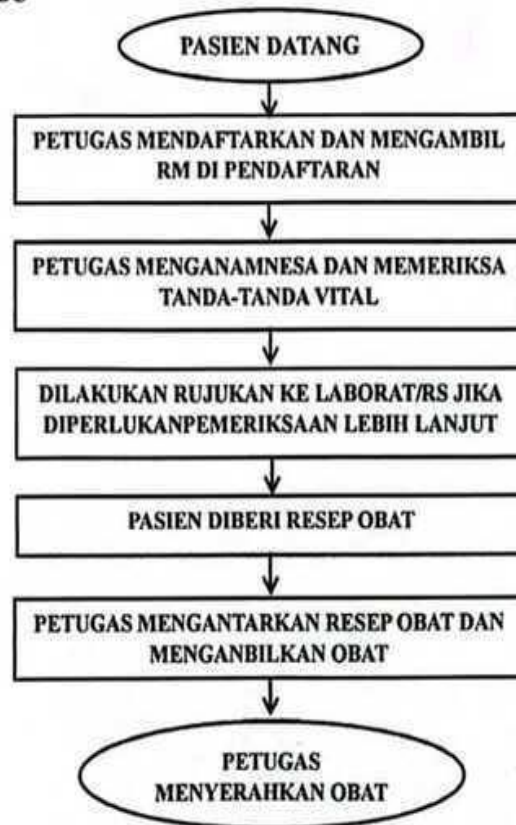 PASIEN DATANG
PETUGAS MENDAFTARKAN DAN MENGAMBIL
RM DI PENDAFTARAN
PETUGAS MENGANAMNESA DAN MEMERIKSA
TANDA-TANDA VITAL
DILAKUKAN RUJUKAN KE LABORAT/RS JIKA
DIPERLUKANPEMERIKSAAN LEBIH LANJUT
PASIEN DIBERI RESEP OBAT
PETUGAS MENGANTARKAN RESEP OBAT DAN
MENGANBILKAN OBAT
PETUGAS
MENYERAHKAN OBAT